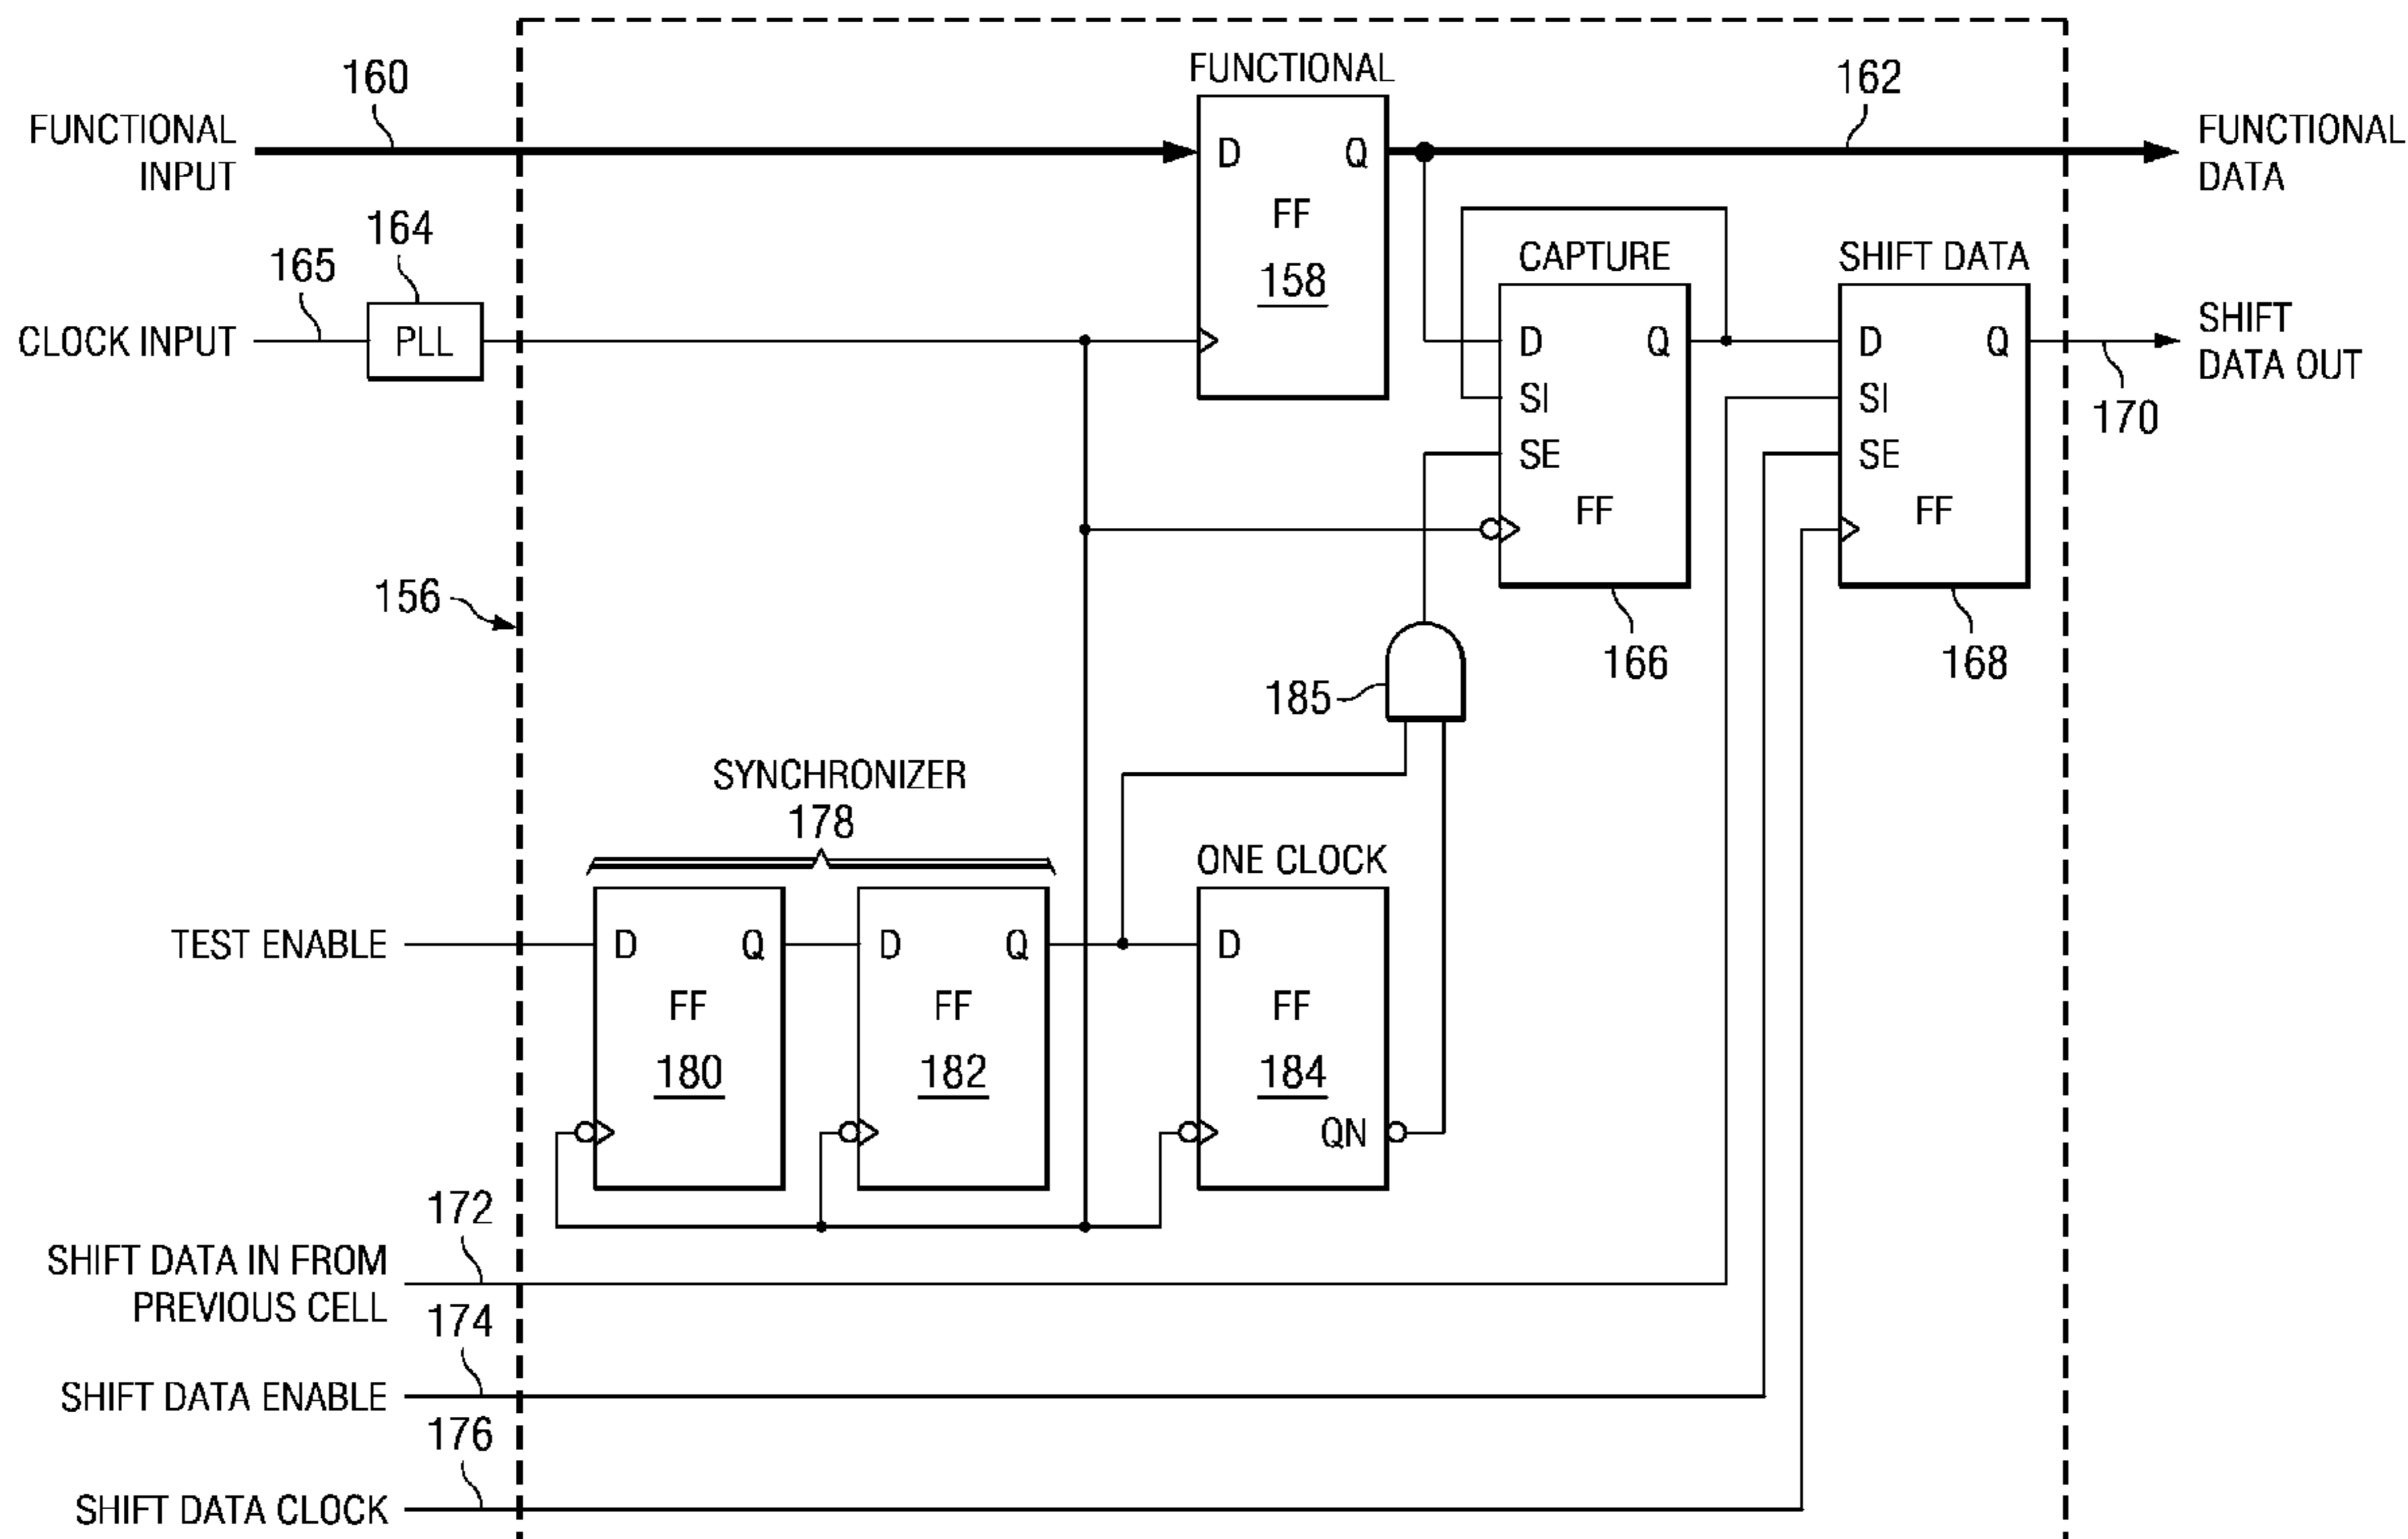 160
FUNCTIONAL
162
FUNCTIONAL
INPUT
D
Q
FF
158
FUNCTIONAL
DATA
165
164
CLOCK INPUT
PLL
CAPTURE
D
Q
SI
SE
FF
166
SHIFT DATA
D
Q
SI
SE
FF
168
SHIFT
DATA OUT
170
156
185
SYNCHRONIZER
178
ONE CLOCK
TEST ENABLE
D
Q
FF
180
D
Q
FF
182
D
FF
184
QN
172
SHIFT DATA IN FROM
PREVIOUS CELL
174
SHIFT DATA ENABLE
176
SHIFT DATA CLOCK